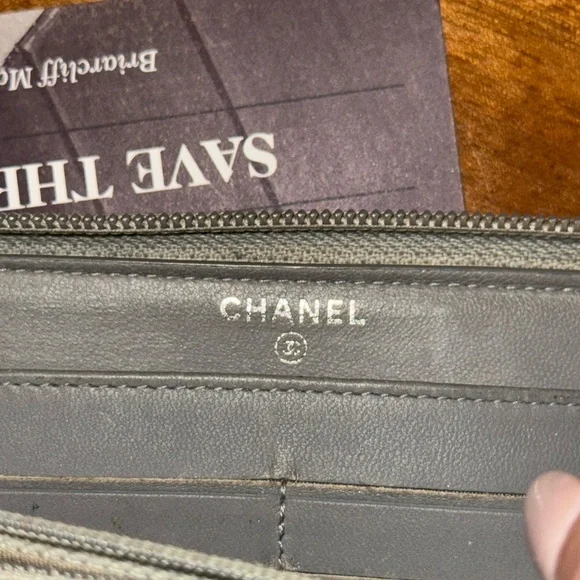 Briarcliff
SAVE THE
CHANEL